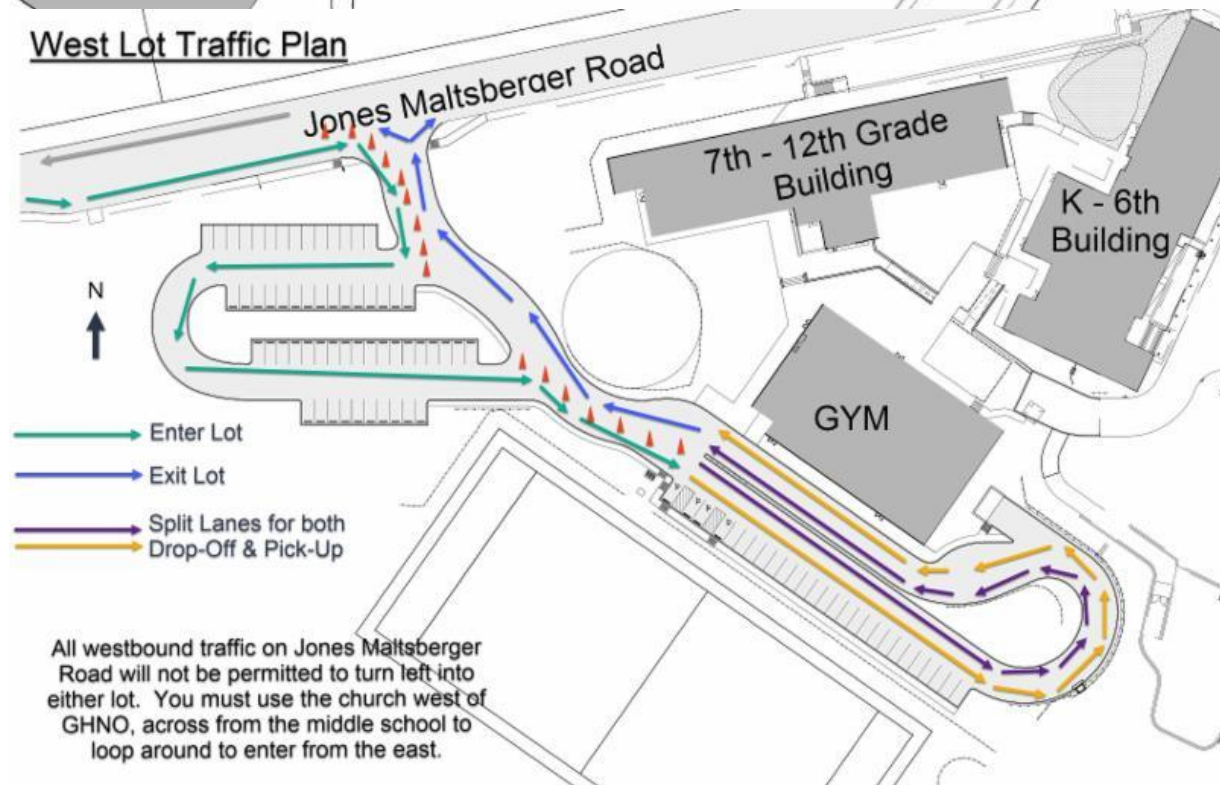 West Lot Traffic Plan
Jones Maltsberger Road
7th - 12th Grade
Building
K - 6th
Building
N
GYM
Enter Lot
Exit Lot
Split Lanes for both
Drop-Off & Pick-Up
All westbound traffic on Jones Maltsberger
Road will not be permitted to turn left into
either lot. You must use the church west of
GHNO, across from the middle school to
loop around to enter from the east.